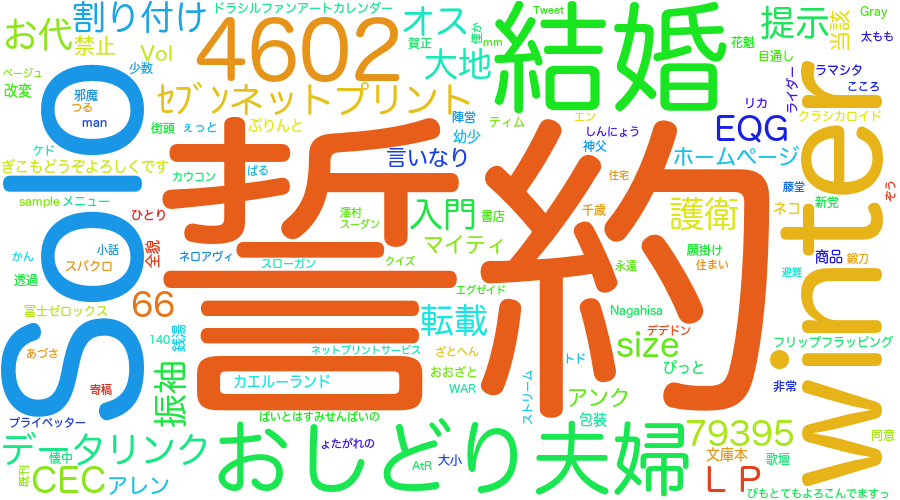 ドラシルファンアートカレンダー
割り付け
お代
禁止
Vol
4602
オス
賀正
Tweet
mm
僅か
大地
結婚
花魁
提示
目通し
当該
Gray
太もも
ベージュ
改変
少数
邪魔
つる
man
ｾﾌﾞﾝネットプリント
街頭
えっと
ぷりんと
ティム
陣営
幼少
エン
しんにょう
神父
EQG
リカ
ライダー
ラマシタ
こころ
クラシカロイド
ケド
ぎこもどうぞよろしくです
カウコン
ぱる
言いなり
住宅
ホームページ
藤堂
ネコ
新党
ぞう
sample
メニュー
ひとり
澤村
スーダン
入門
書店
千歳
護衛
solo
誓約
winter
かん
小話
スパクロ
全貌
ネロアヴィ
スローガン
クイズ
マイティ
永遠
願掛け
住まい
商品
鍛刀
避難
透過
冨士ゼロックス
66
エグゼイド
Nagahisa
140
銭湯
転載
デデドン
size
フリップフラッピング
あづさ
ネットプリントサービス
ざとへん
トド
おおざと
ぴっと
寄稿
振袖
カエルーランド
WAR
ストリーム
アンク
非常
プライベッター
ぱいとはすみせんぱいの
包装
データリンク
懐中
おしどり夫婦
ょたがれの
79395
同意
既刊
CEC
アレン
AtR
大小
文庫本
ＬＰ
歌壇
ぴもとてもよろこんでますっ